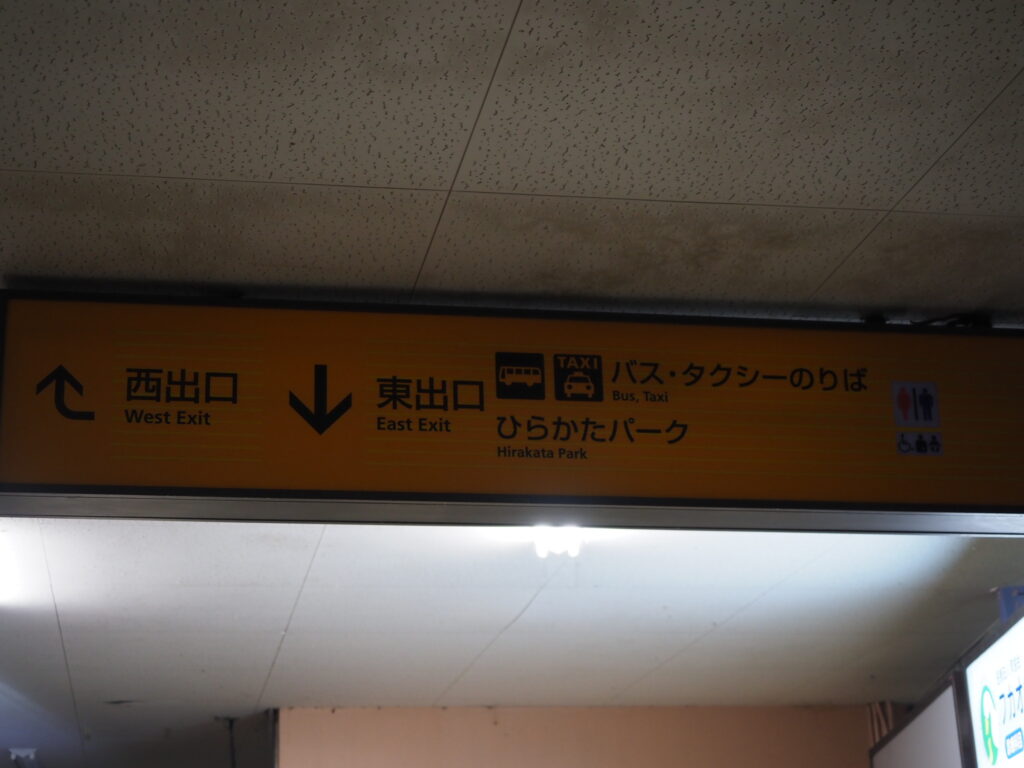 西出口
West Exit
東出口
East Exit
TAXI
バス・タクシーのりば
Bus, Taxi
ひらかたパーク
Hirakata Park